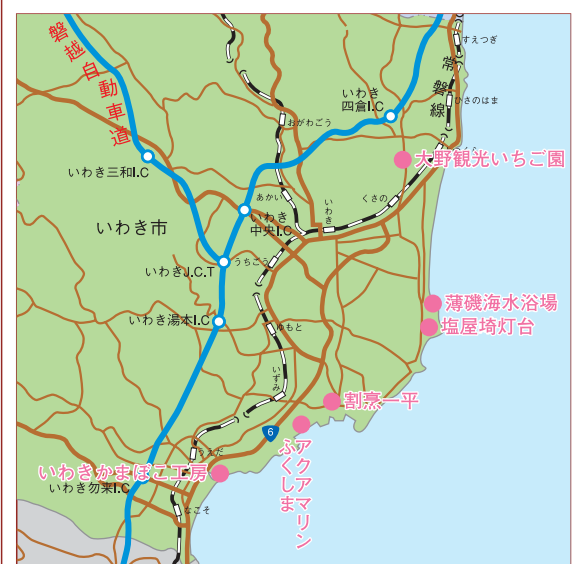 磐越自動車道
すえつぎ
常磐線
いわき
四倉I.C
ひさのはま
おがわごう
大野観光いちご園
いわき三和I.C
あかい
いわき
中央I.C
いわき
くさの
いわき市
うちごう
いわきJ.C.T
薄磯海水浴場
いわき湯本I.C
塩屋埼灯台
ゆもと
いずみ
割烹一平
6
アクアマリン
ふくしま
うえだ
いわきかまぼこ工房
いわき勿来I.C
なこそ